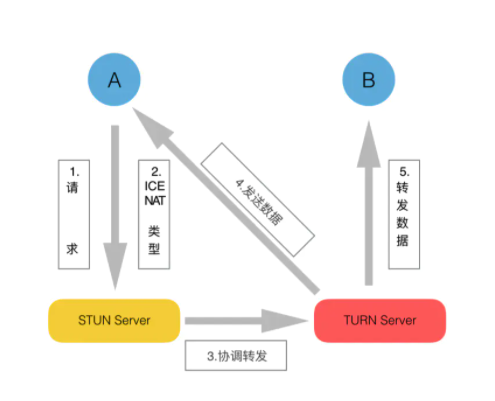 A
B
1.
请
求
2.
ICE
NAT
类
型
4.发送数据
5.
转
发
数
据
STUN Server
TURN Server
3.协调转发